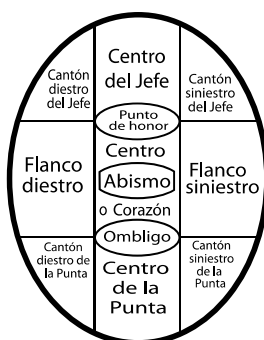 Cantón
diestro
del Jefe
Centro
del Jefe
Cantón
siniestro
del Jefe
Punto
de honor
Flanco
diestro
Centro
Abismo
o Corazón
Flanco
siniestro
Ombligo
Cantón
diestro de
la Punta
Centro
de la
Punta
Cantón
siniestro
de la
Punta